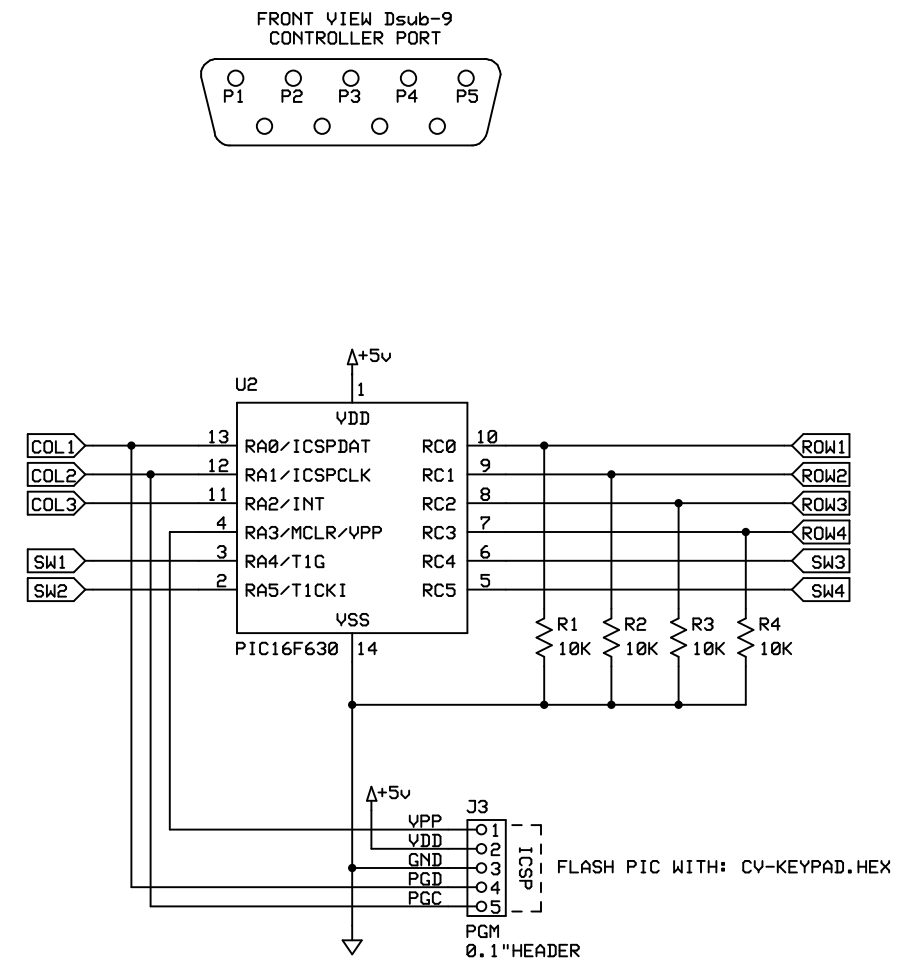 FRONT VIEW Dsub-9
CONTROLLER PORT
P1 P2 P3 P4 P5
+5v
U2
1
VDD
COL1 13 RA0/ICSPDAT RC0 10 ROW1
COL2 12 RA1/ICSPCLK RC1 9 ROW2
COL3 11 RA2/INT RC2 8 ROW3
4 RA3/MCLR/VPP RC3 7 ROW4
SW1 3 RA4/T1G RC4 6 SW3
SW2 2 RA5/T1CKI RC5 5 SW4
VSS
R1 R2 R3 R4
PIC16F630 14 10K 10K 10K 10K
+5v
J3
VPP 1
VDD 2
GND 3
PGD 4
PGC 5
ICSP
FLASH PIC WITH: CV-KEYPAD.HEX
PGM
0.1"HEADER